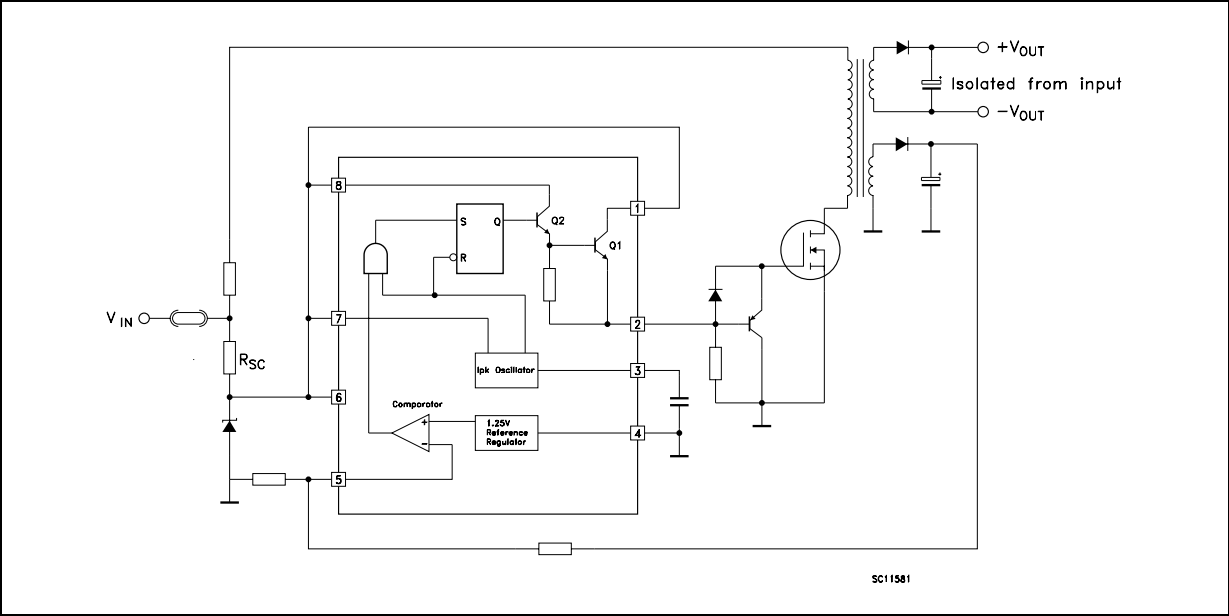 +VOUT
Isolated from input
-VOUT
8
1
S
Q
Q2
Q1
R
VIN
7
2
RSC
Ipk Oscillator
3
6
Comporator
+
-
1.25V
Reference
Regulator
4
5
SC11581